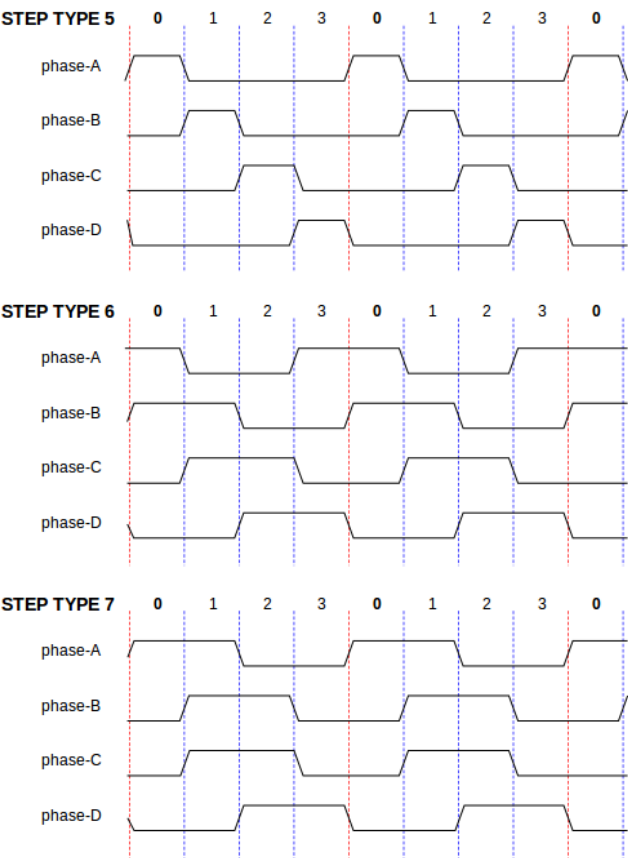 STEP TYPE 5 0 1 2 3 0 1 2 3 0
phase-A
phase-B
phase-C
phase-D
STEP TYPE 6 0 1 2 3 0 1 2 3 0
phase-A
phase-B
phase-C
phase-D
STEP TYPE 7 0 1 2 3 0 1 2 3 0
phase-A
phase-B
phase-C
phase-D